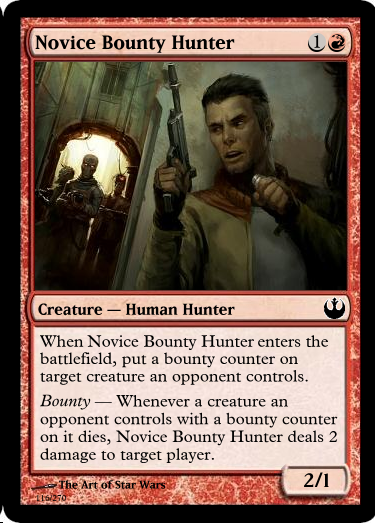 Novice Bounty Hunter 1
Creature — Human Hunter
When Novice Bounty Hunter enters the
battlefield, put a bounty counter on
target creature an opponent controls.
Bounty — Whenever a creature an
opponent controls with a bounty counter
on it dies, Novice Bounty Hunter deals 2
damage to target player.
2/1
The Art of Star Wars
116/270